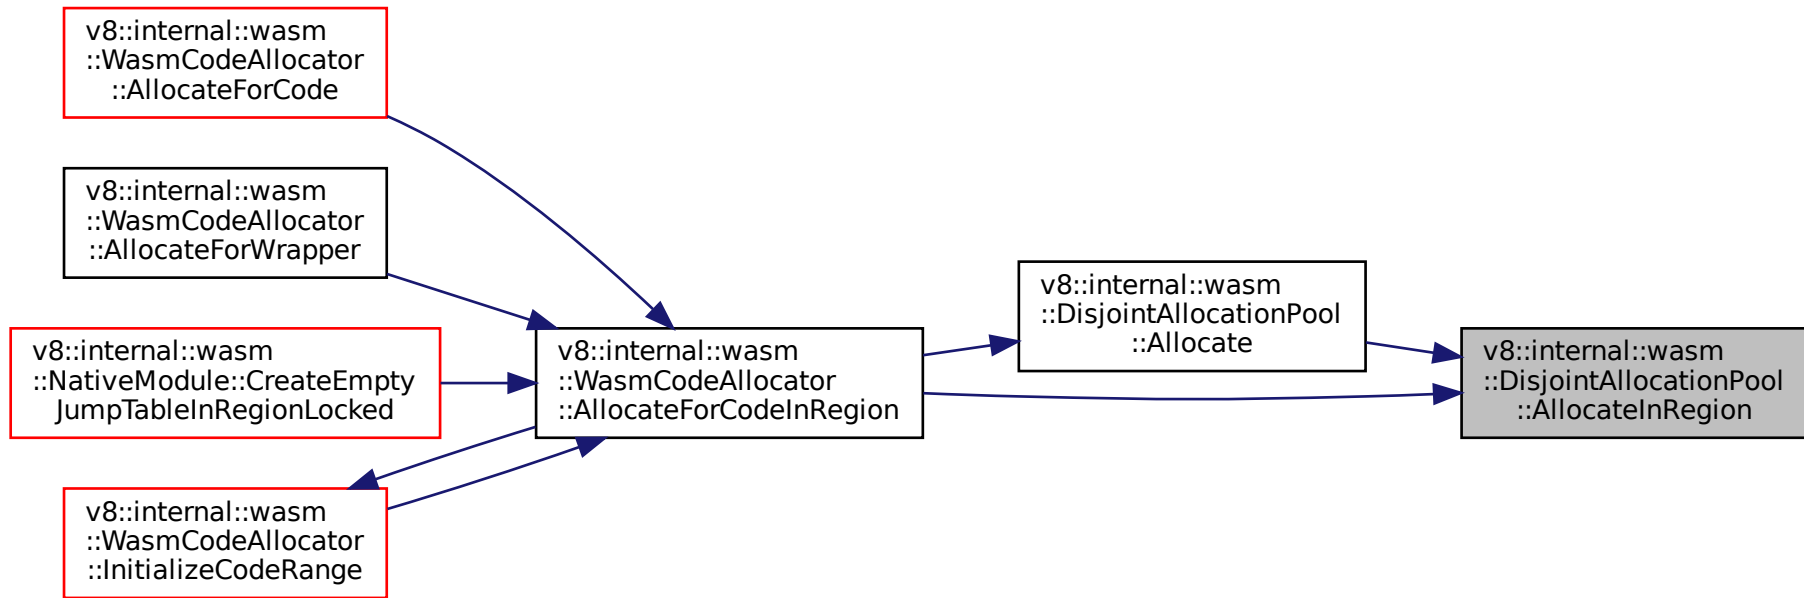 v8::internal::wasm
::WasmCodeAllocator
::AllocateForCode
v8::internal::wasm
::WasmCodeAllocator
::AllocateForWrapper
v8::internal::wasm
::NativeModule::CreateEmpty
JumpTableInRegionLocked
v8::internal::wasm
::WasmCodeAllocator
::InitializeCodeRange
v8::internal::wasm
::WasmCodeAllocator
::AllocateForCodeInRegion
v8::internal::wasm
::DisjointAllocationPool
::Allocate
v8::internal::wasm
::DisjointAllocationPool
::AllocateInRegion